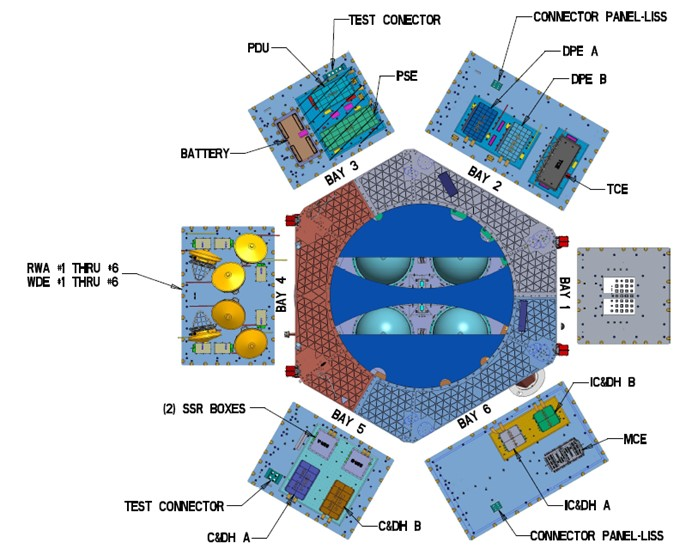 TEST CONECTOR
CONNECTOR PANEL-LISS
PDU
DPE A
PSE
DPE B
BATTERY
TCE
BAY 3
BAY 2
RWA #1 THRU #6
WDE #1 THRU #6
BAY 4
BAY 1
(2) SSR BOXES
BAY 5
BAY 6
IC&DH B
MCE
TEST CONNECTOR
C&DH A
C&DH B
IC&DH A
CONNECTOR PANEL-LISS